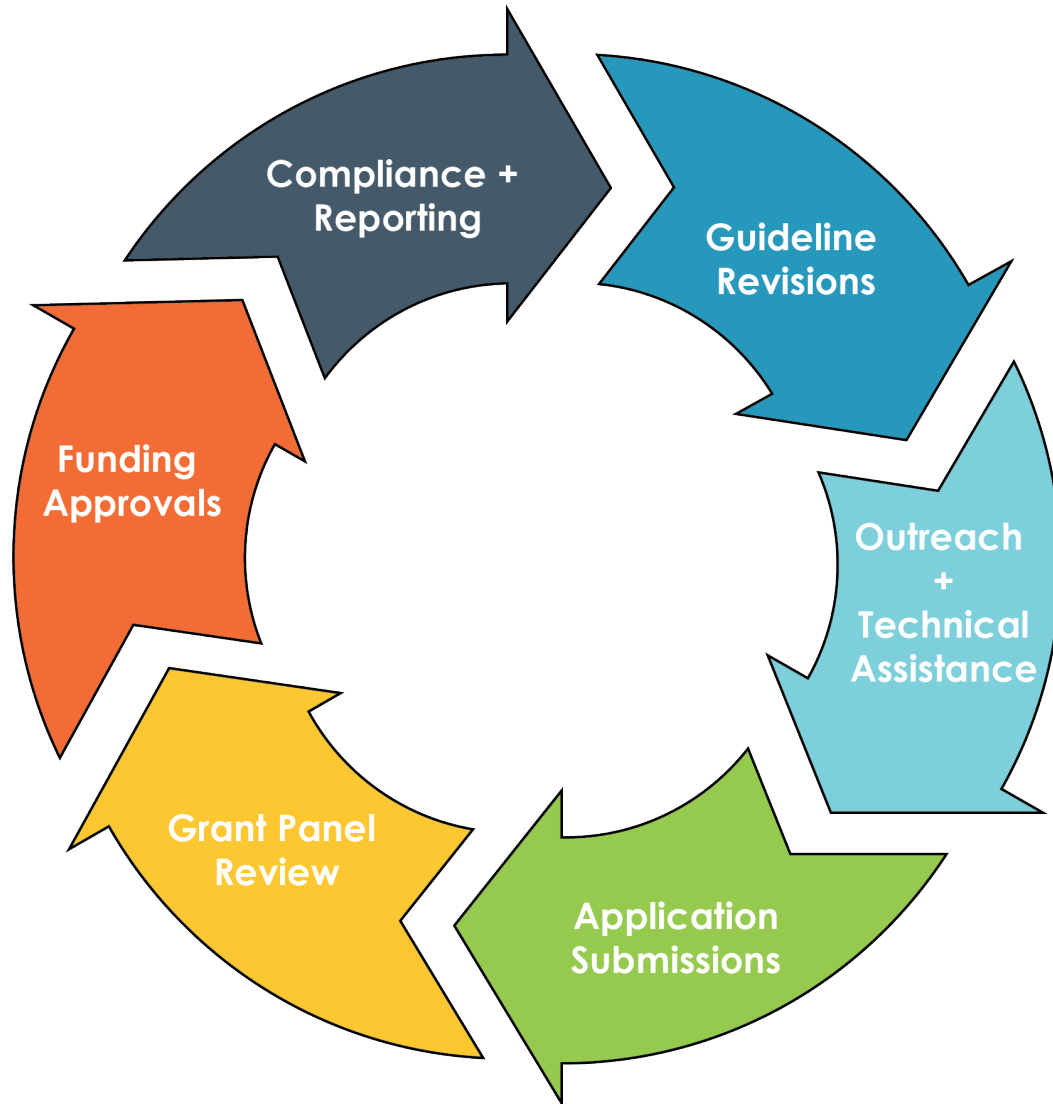 Compliance +
Reporting
Guideline
Revisions
Outreach
+
Technical
Assistance
Application
Submissions
Grant Panel
Review
Funding
Approvals